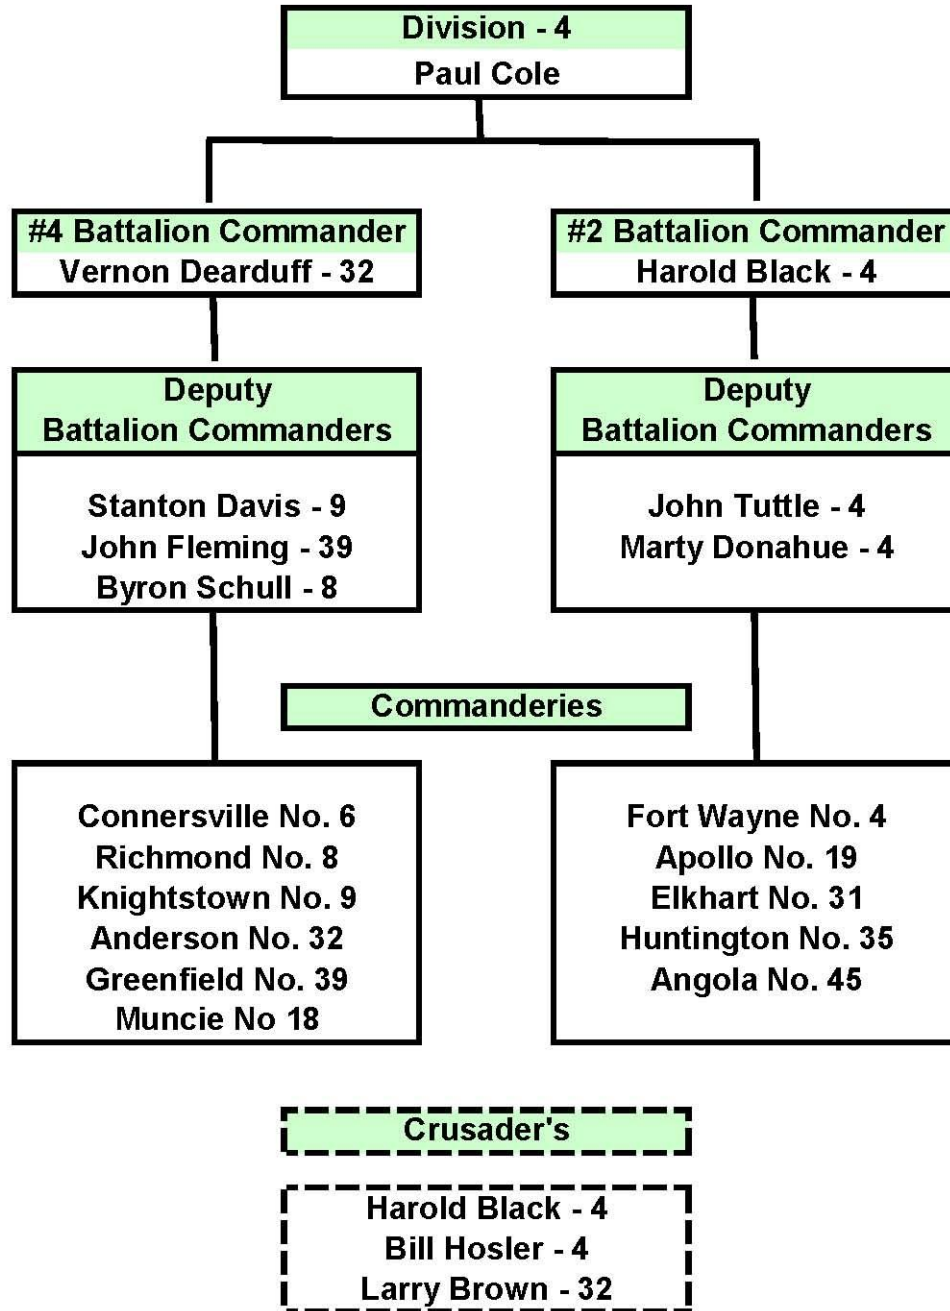 Division - 4
Paul Cole
#4 Battalion Commander
Vernon Dearduff - 32
#2 Battalion Commander
Harold Black - 4
Deputy
Battalion Commanders
Stanton Davis - 9
John Fleming - 39
Byron Schull - 8
Deputy
Battalion Commanders
John Tuttle - 4
Marty Donahue - 4
Commanderies
Connersville No. 6
Richmond No. 8
Knightstown No. 9
Anderson No. 32
Greenfield No. 39
Muncie No 18
Fort Wayne No. 4
Apollo No. 19
Elkhart No. 31
Huntington No. 35
Angola No. 45
Crusader's
Harold Black - 4
Bill Hosler - 4
Larry Brown - 32